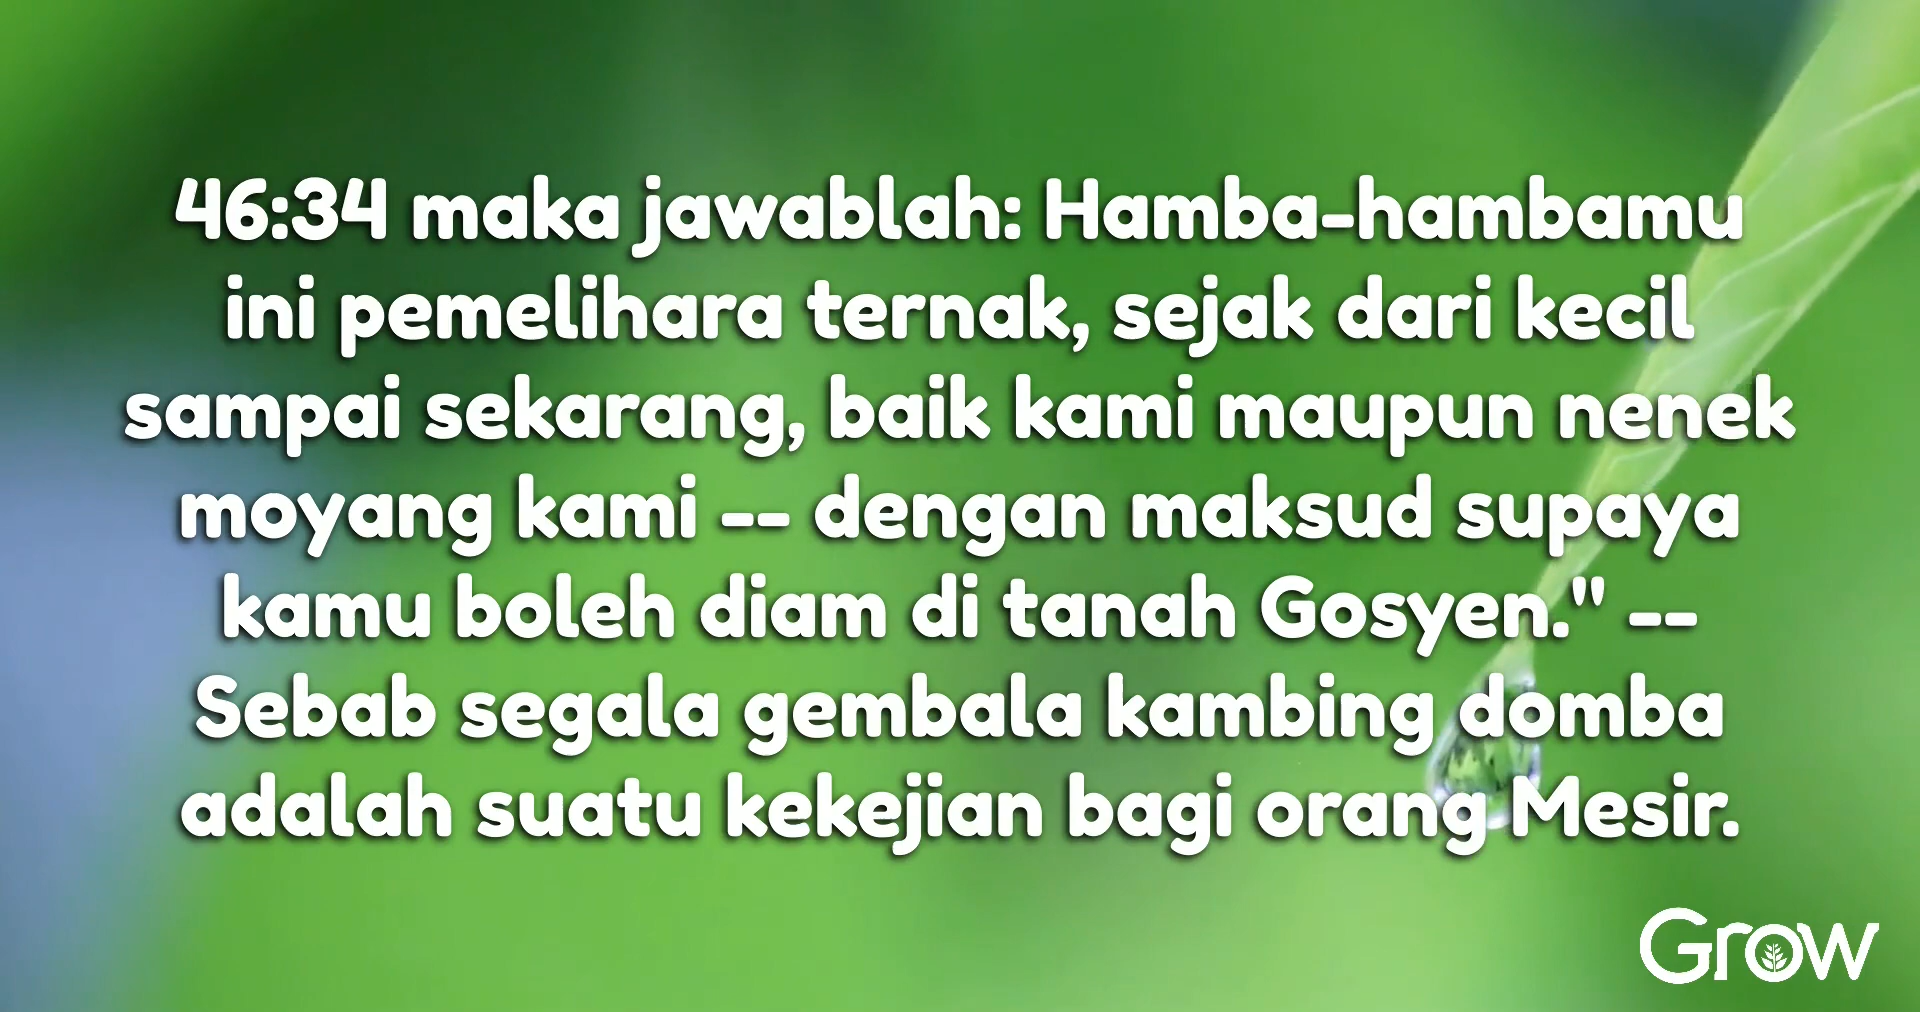 46:34 maka jawablah: Hamba-hambamu
ini pemelihara ternak, sejak dari kecil
sampai sekarang, baik kami maupun nenek
moyang kami -- dengan maksud supaya
kamu boleh diam di tanah Gosyen." --
Sebab segala gembala kambing domba
adalah suatu kekejian bagi orang Mesir.
Grow